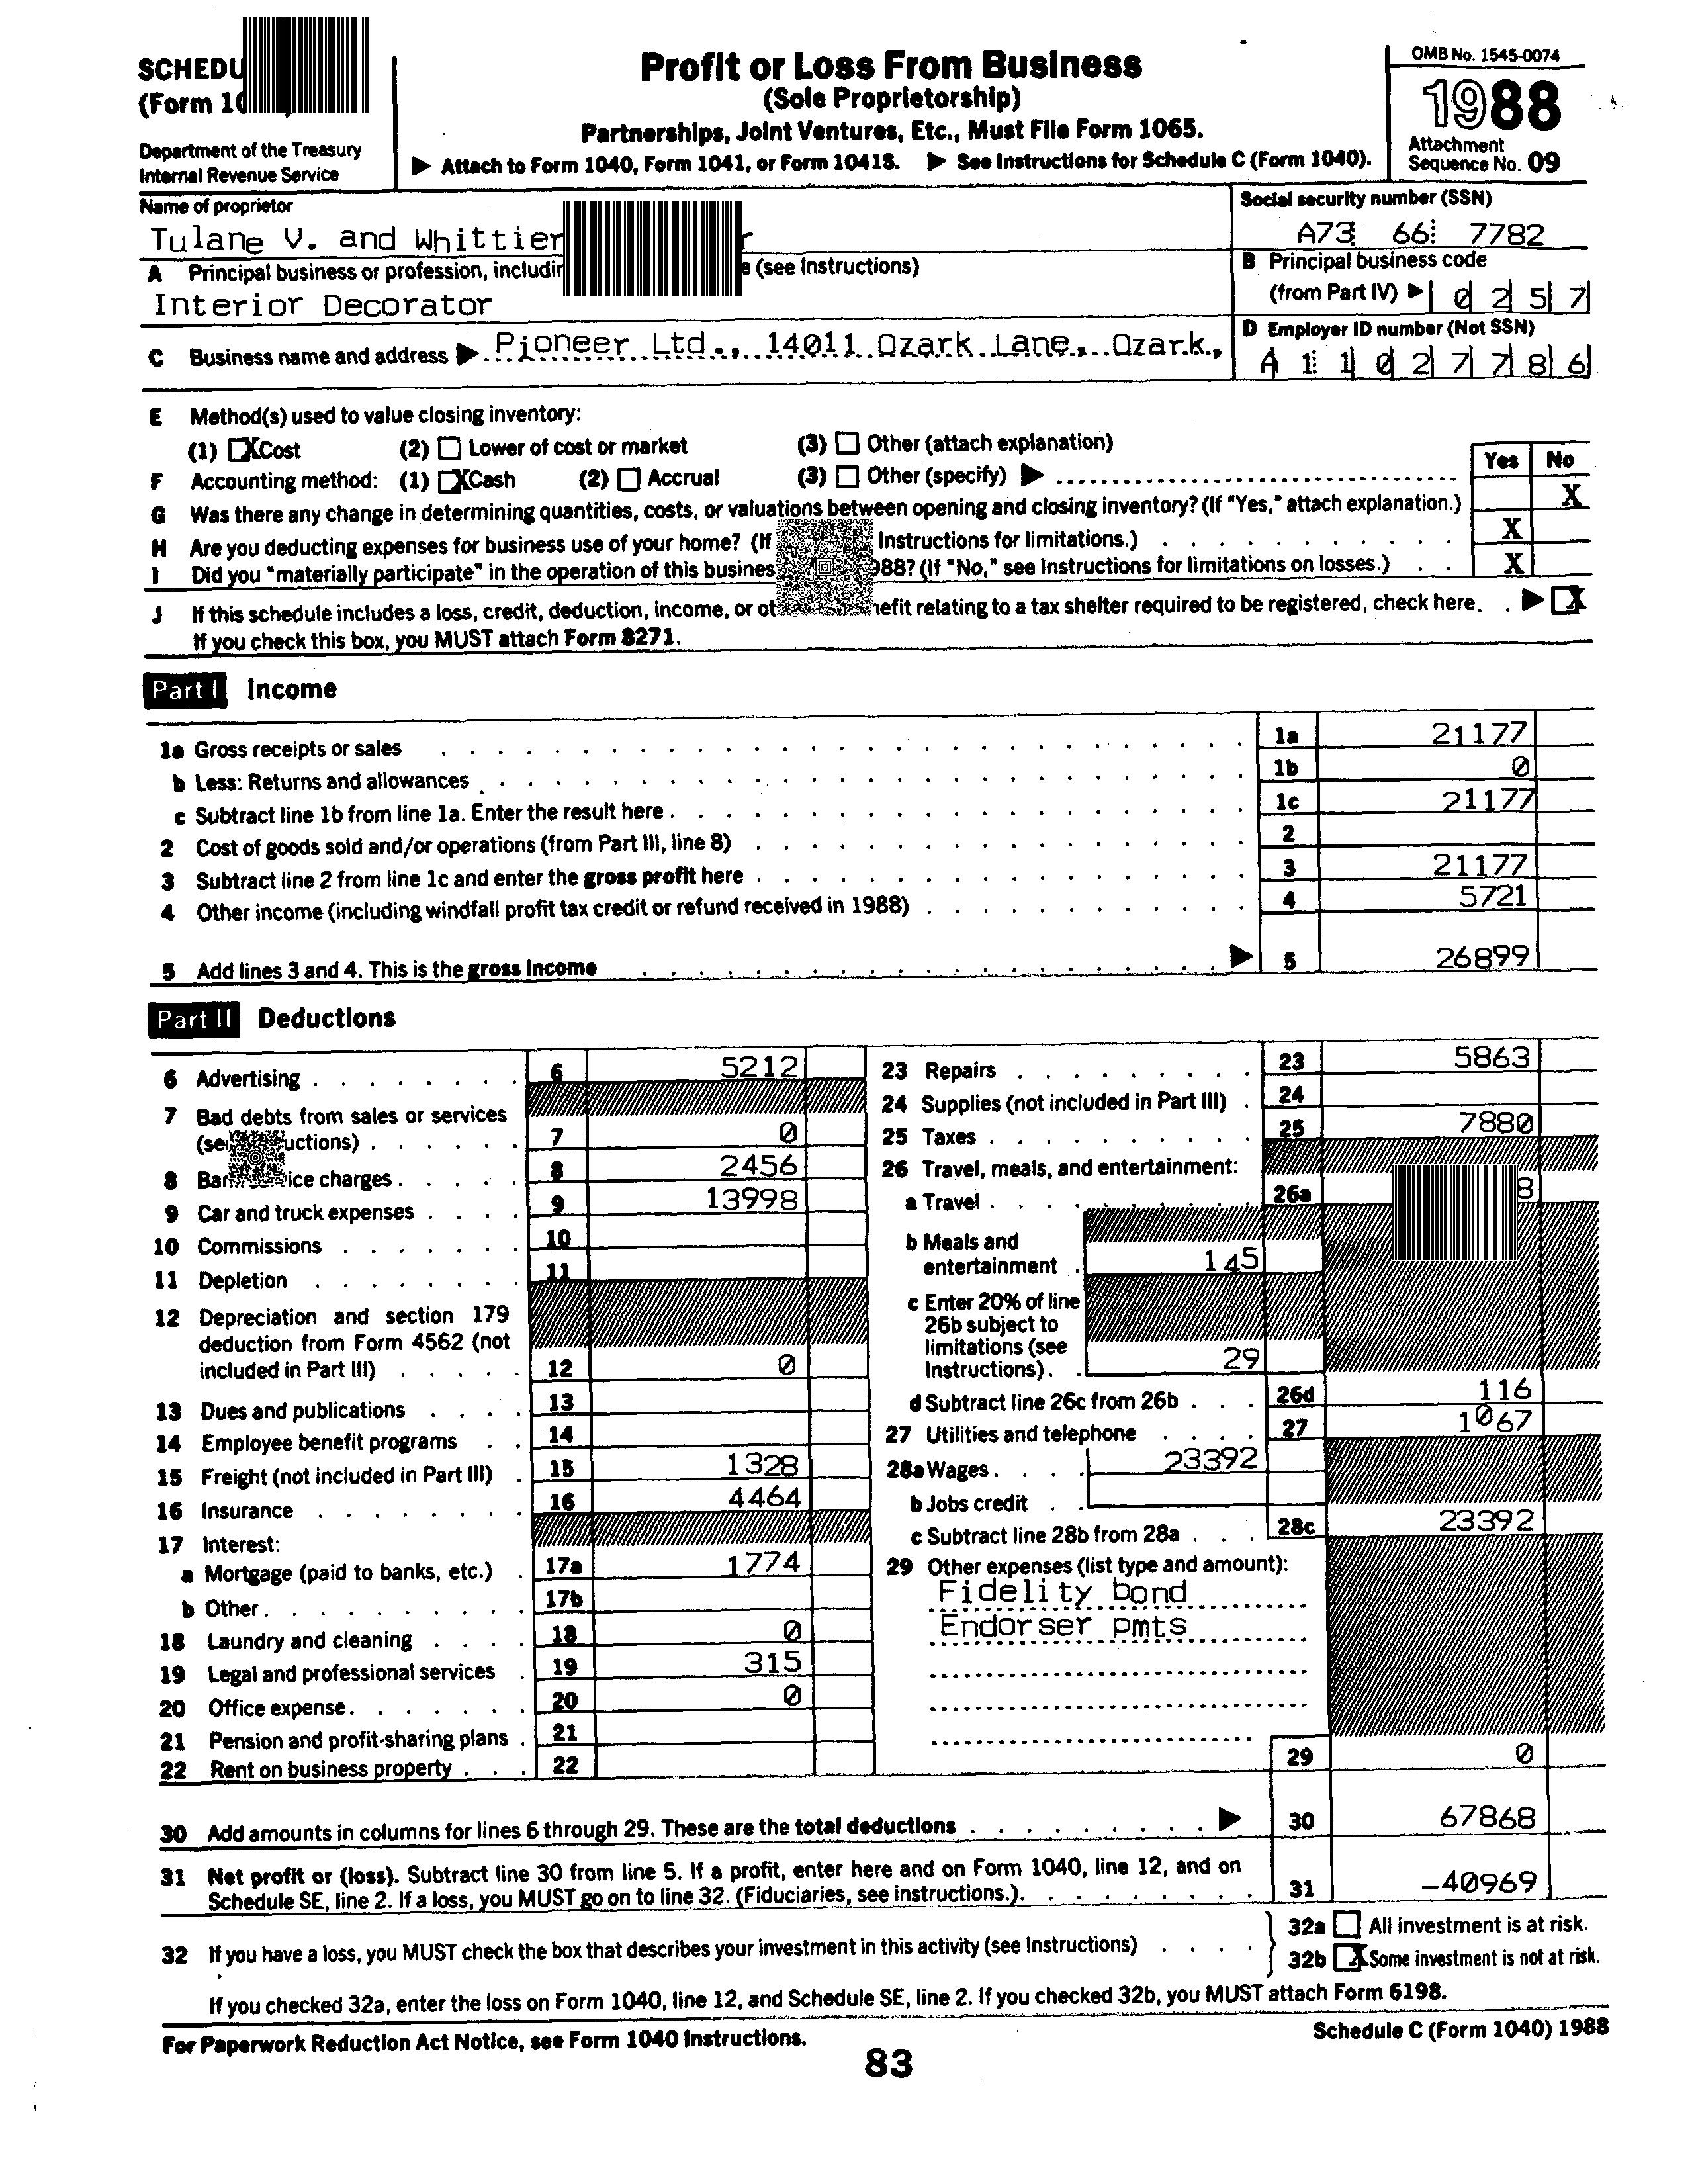 Profit or Loss From Business
(Sole Proprietorship)
Partnerships, Joint Ventures, Etc., Must File Form 1065.
▶ Attach to Form 1040, Form 1041, or Form 1041S. ▶ See Instructions for Schedule C (Form 1040).
Department of the Treasury
Internal Revenue Service
OMB No. 1545-0074
1988
Attachment
Sequence No. 09
Name of proprietor
Tulane V. and Whittier
Social security number (SSN)
A73 66 7782
A Principal business or profession, (see Instructions)
Interior Decorator
B Principal business code
(from Part IV) ▶ 0 2 5 7
C Business name and address ▶ Pioneer Ltd., 14011 Ozark Lane, Ozark,
D Employer ID number (Not SSN)
A 1 1 0 2 7 7 8 6
E Method(s) used to value closing inventory:
(1) X Cost (2) Lower of cost or market (3) Other (attach explanation)
F Accounting method: (1) X Cash (2) Accrual (3) Other (specify) ▶
Yes No
G Was there any change in determining quantities, costs, or valuations between opening and closing inventory? (If "Yes," attach explanation.) X
H Are you deducting expenses for business use of your home? (If Instructions for limitations.) X
I Did you "materially participate" in the operation of this (If "No," see Instructions for limitations on losses.) X
J If this schedule includes a loss, credit, deduction, income, or relating to a tax shelter required to be registered, check here. ▶ X
If you check this box, you MUST attach Form 8271.
Part I Income
1a Gross receipts or sales 1a 21177
b Less: Returns and allowances 1b 0
c Subtract line 1b from line 1a. Enter the result here 1c 21177
2 Cost of goods sold and/or operations (from Part III, line 8) 2
3 Subtract line 2 from line 1c and enter the gross profit here 3 21177
4 Other income (including windfall profit tax credit or refund received in 1988) 4 5721
5 Add lines 3 and 4. This is the gross income ▶ 5 26899
Part II Deductions
6 Advertising 6 5212
7 Bad debts from sales or services
7 0
8 charges 8 2456
9 Car and truck expenses 9 13998
10 Commissions 10
11 Depletion 11
12 Depreciation and section 179
deduction from Form 4562 (not
included in Part III) 12 0
13 Dues and publications 13
14 Employee benefit programs 14
15 Freight (not included in Part III) 15 1328
16 Insurance 16 4464
17 Interest:
a Mortgage (paid to banks, etc.) 17a 1774
b Other 17b
18 Laundry and cleaning 18 0
19 Legal and professional services 19 315
20 Office expense 20 0
21 Pension and profit-sharing plans 21
22 Rent on business property 22
23 Repairs 23 5863
24 Supplies (not included in Part III) 24
25 Taxes 25 7880
26 Travel, meals, and entertainment:
a Travel 26a
b Meals and
entertainment 145
c Enter 20% of line
26b subject to
limitations (see
Instructions) 29
d Subtract line 26c from 26b 26d 116
27 Utilities and telephone 27 1067
28a Wages 23392
b Jobs credit
c Subtract line 28b from 28a 28c 23392
29 Other expenses (list type and amount):
Fidelity bond
Endorser pmts
29 0
30 Add amounts in columns for lines 6 through 29. These are the total deductions ▶ 30 67868
31 Net profit or (loss). Subtract line 30 from line 5. If a profit, enter here and on Form 1040, line 12, and on
Schedule SE, line 2. If a loss, you MUST go on to line 32. (Fiduciaries, see instructions.) 31 -40969
32a All investment is at risk.
32 If you have a loss, you MUST check the box that describes your investment in this activity (see Instructions)
32b X Some investment is not at risk.
If you checked 32a, enter the loss on Form 1040, line 12, and Schedule SE, line 2. If you checked 32b, you MUST attach Form 6198.
For Paperwork Reduction Act Notice, see Form 1040 Instructions.
Schedule C (Form 1040) 1988
83